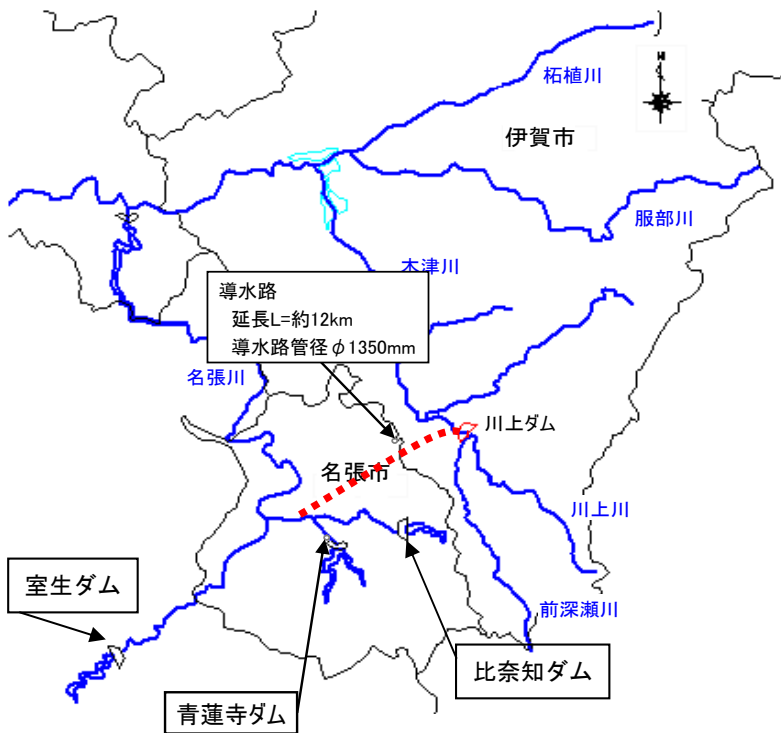 柘植川
N
伊賀市
服部川
木津川
導水路
延長L=約12km
導水路管径φ1350mm
名張川
川上ダム
名張市
川上川
室生ダム
前深瀬川
比奈知ダム
青蓮寺ダム